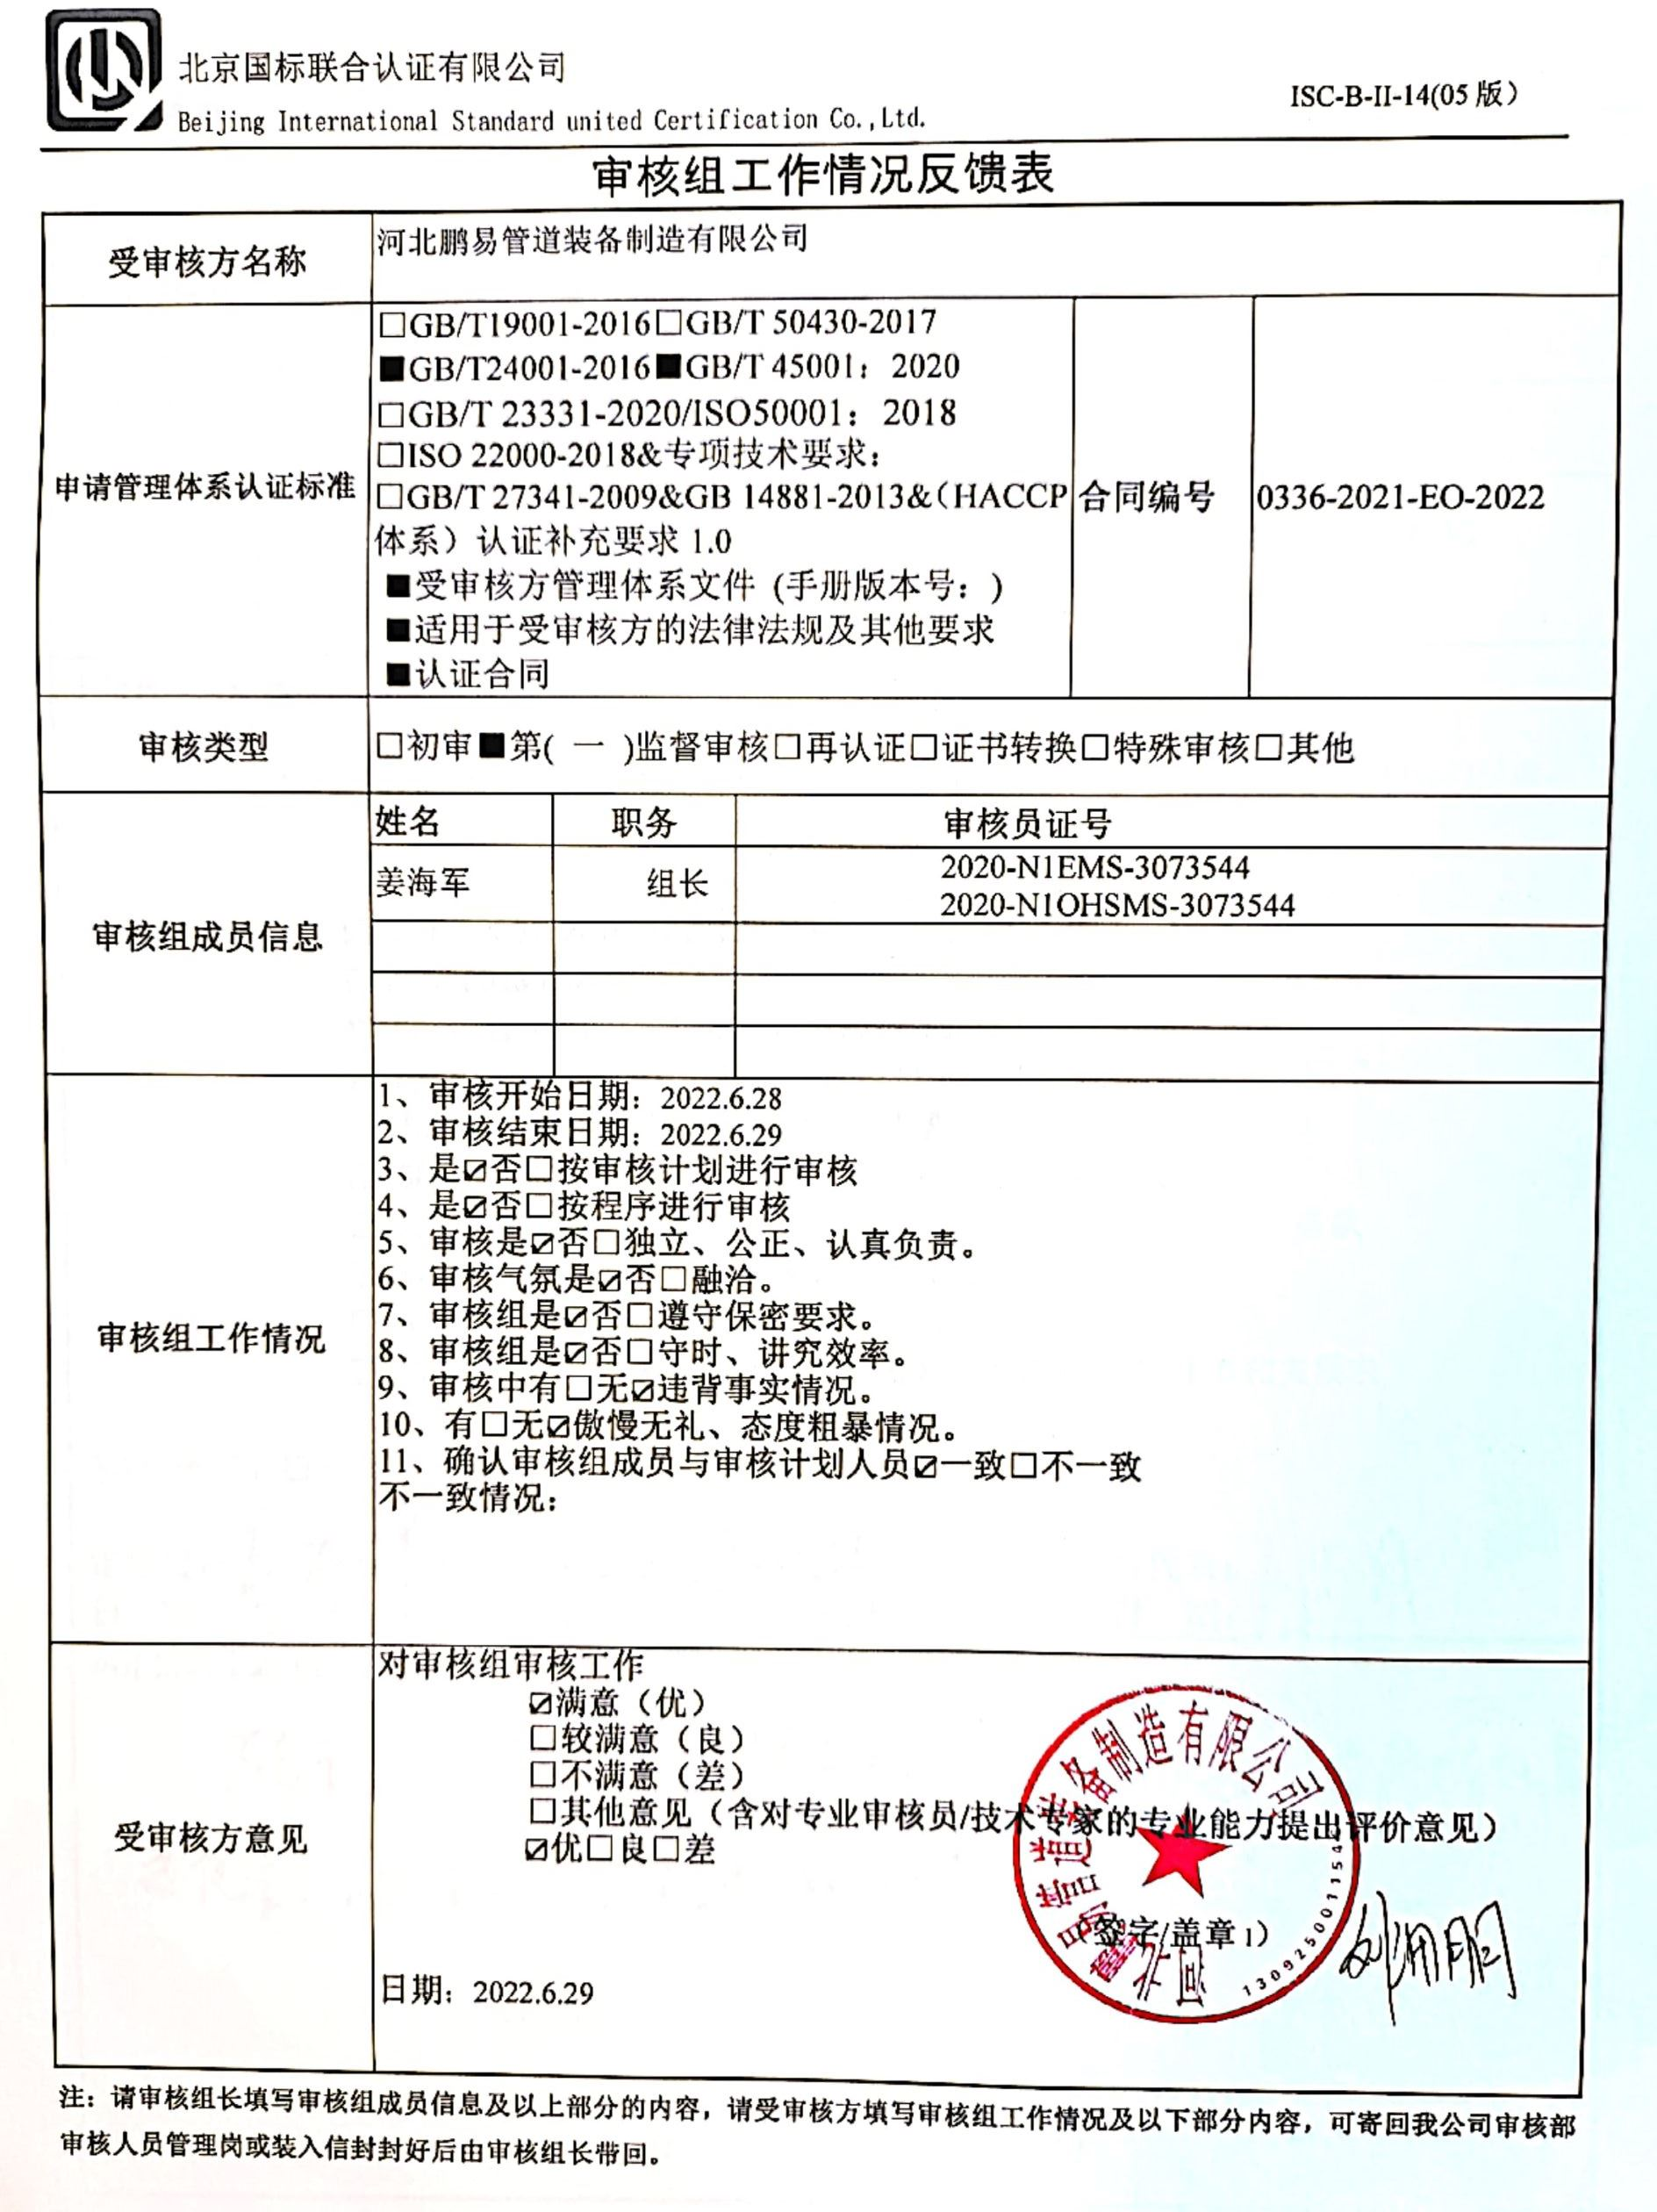 北京国标联合认证有限公司
Beijing International Standard united Certification Co.,Ltd.
ISC-B-II-14(05版)
审核组工作情况反馈表
受审核方名称
河北鹏易管道装备制造有限公司
申请管理体系认证标准
□GB/T19001-2016□GB/T 50430-2017
■GB/T24001-2016■GB/T 45001：2020
□GB/T 23331-2020/ISO50001：2018
□ISO 22000-2018&专项技术要求：
□GB/T 27341-2009&GB 14881-2013&（HACCP
体系）认证补充要求 1.0
■受审核方管理体系文件 (手册版本号： )
■适用于受审核方的法律法规及其他要求
■认证合同
合同编号
0336-2021-EO-2022
审核类型
□初审■第( 一 )监督审核□再认证□证书转换□特殊审核□其他
审核组成员信息
姓名 职务 审核员证号
姜海军 组长 2020-N1EMS-3073544
2020-N1OHSMS-3073544
审核组工作情况
1、审核开始日期：2022.6.28
2、审核结束日期：2022.6.29
3、是☑否□按审核计划进行审核
4、是☑否□按程序进行审核
5、审核是☑否□独立、公正、认真负责。
6、审核气氛是☑否□融洽。
7、审核组是☑否□遵守保密要求。
8、审核组是☑否□守时、讲究效率。
9、审核中有□无☑违背事实情况。
10、有□无☑傲慢无礼、态度粗暴情况。
11、确认审核组成员与审核计划人员☑一致□不一致
不一致情况：
受审核方意见
对审核组审核工作
☑满意（优）
□较满意（良）
□不满意（差）
□其他意见（含对专业审核员/技术专家的专业能力提出评价意见）
☑优□良□差
（签字/盖章1）
日期：2022.6.29
河北鹏易管道装备制造有限公司
注：请审核组长填写审核组成员信息及以上部分的内容，请受审核方填写审核组工作情况及以下部分内容，可寄回我公司审核部
审核人员管理岗或装入信封封好后由审核组长带回。